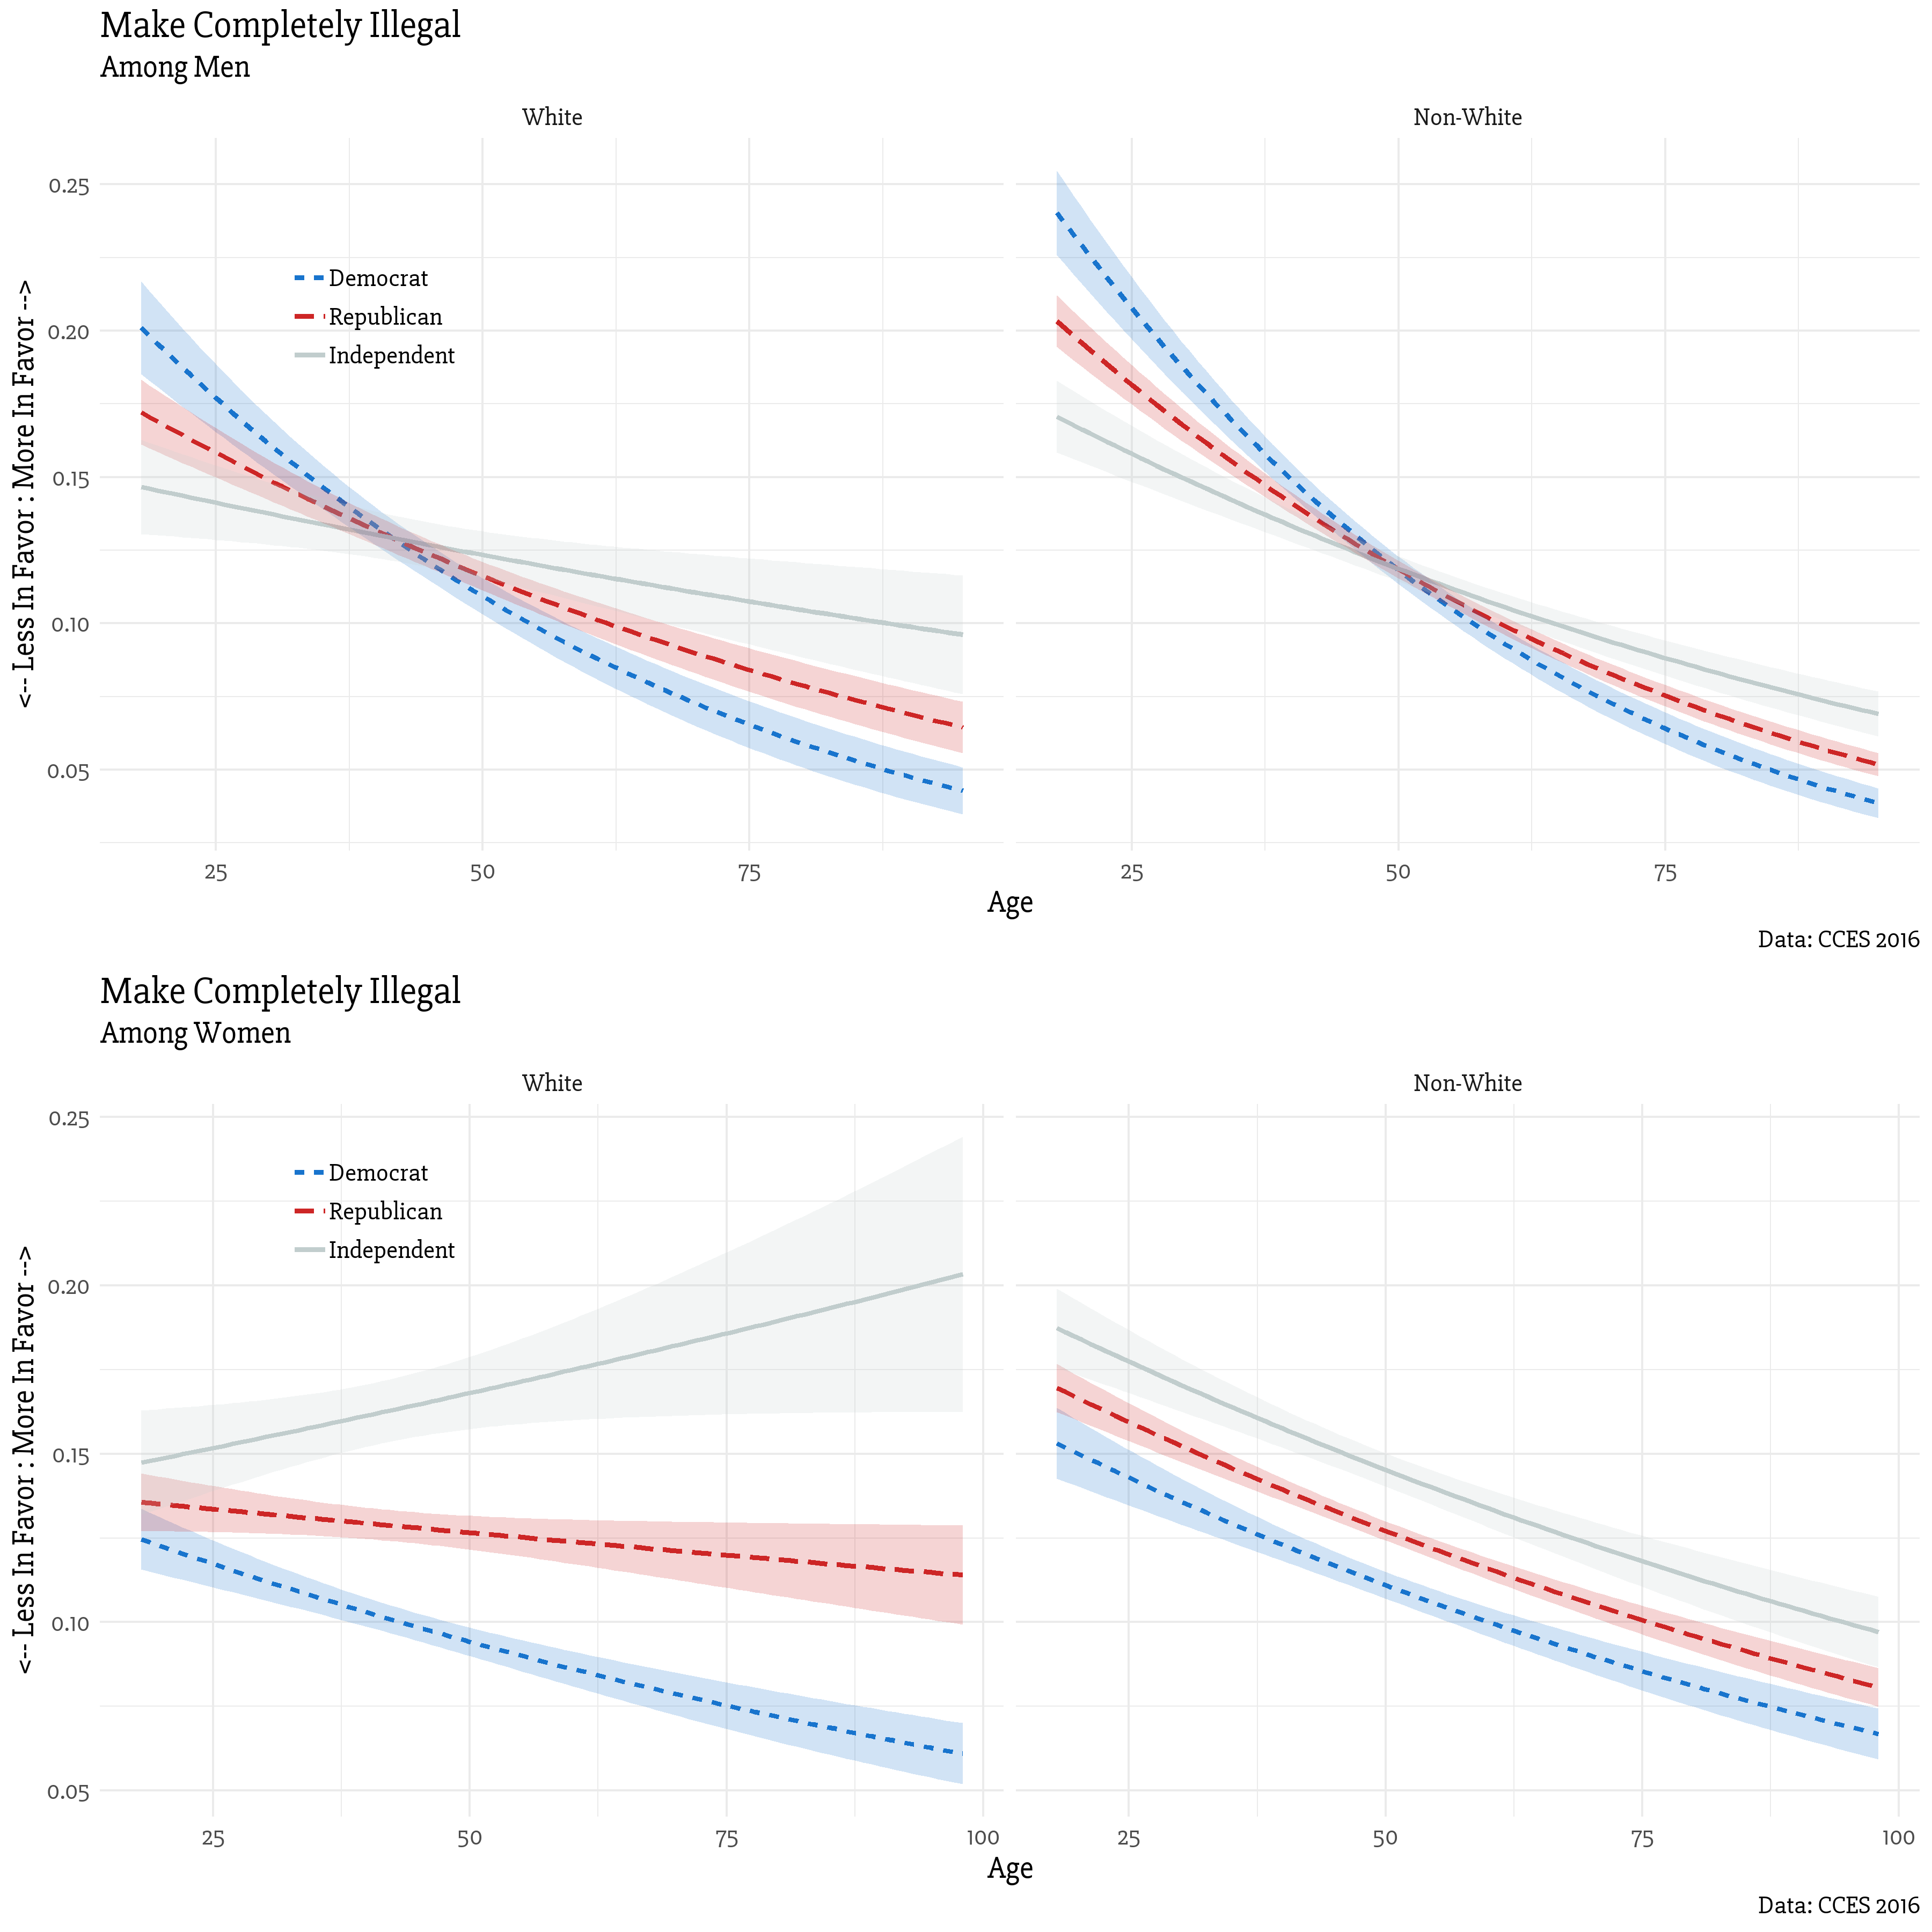 Make Completely Illegal
Among Men
White
Non-White
<-- Less In Favor : More In Favor -->
0.25
0.20
0.15
0.10
0.05
Democrat
Republican
Independent
25
50
75
25
50
75
Age
Data: CCES 2016
Make Completely Illegal
Among Women
White
Non-White
<-- Less In Favor : More In Favor -->
0.25
0.20
0.15
0.10
0.05
Democrat
Republican
Independent
25
50
75
100
25
50
75
100
Age
Data: CCES 2016